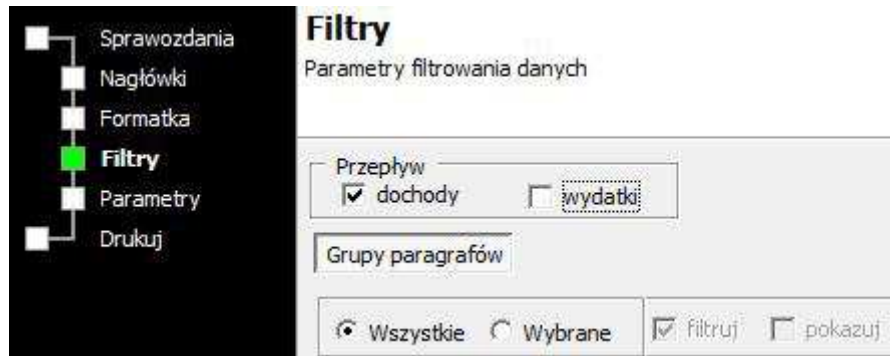 Sprawozdania
Nagłówki
Formatka
Filtry
Parametry
Drukuj
Filtry
Parametry filtrowania danych
Przepływ
dochody wydatki
Grupy paragrafów
Wszystkie Wybrane filtruj pokazuj